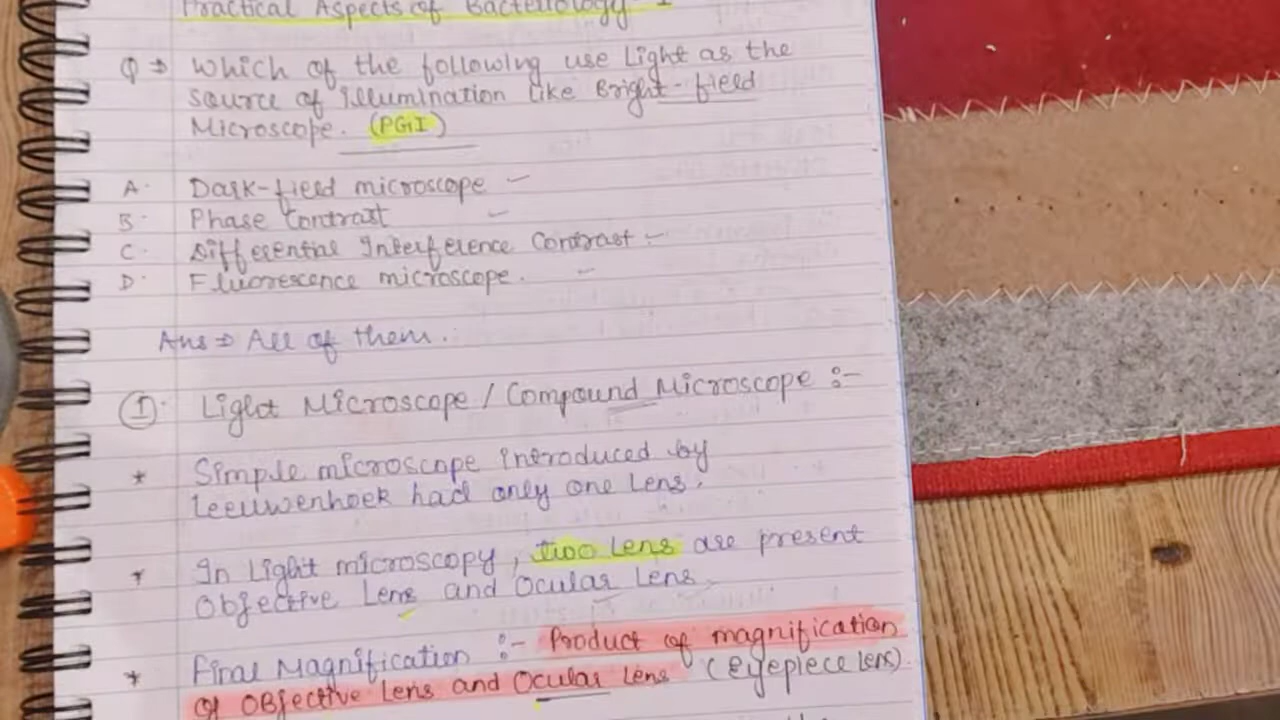 Practical Aspects of Bacteriology - I
Q ⇒ Which of the following use Light as the
source of illumination like Bright-field
Microscope. (PGI)
A. Dark-field microscope
B. Phase Contrast
C. Differential Interference Contrast :-
D. Fluorescence microscope.
Ans ⇒ All of them.
(I). Light Microscope / Compound Microscope :-
* Simple microscope introduced by
Leeuwenhoek had only one Lens.
* In Light microscopy, two Lens are present
Objective Lens and Ocular Lens.
* Final Magnification :- Product of magnification
of Objective Lens and Ocular Lens (eyepiece lens).